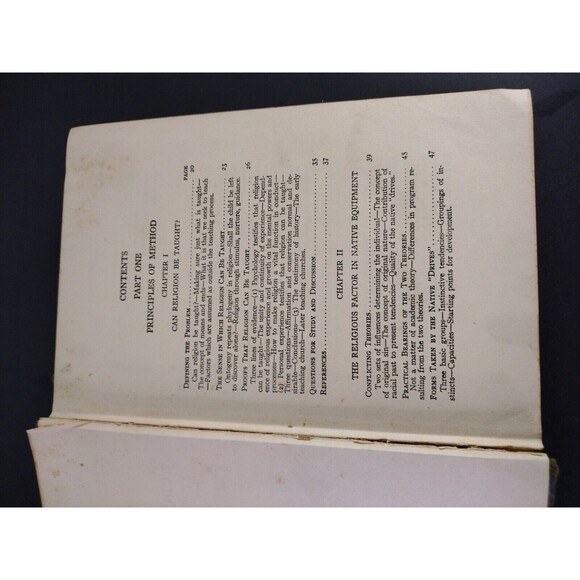 CONTENTS
PART ONE
PRINCIPLES OF METHOD
CHAPTER I
CAN RELIGION BE TAUGHT?
PAGE
DEFINING THE PROBLEM 20
Can religion be taught?—Making sure just what is taught—
The concept of means and ends—What it is that we seek to teach
—Factors which are assumed as outside the teaching process.
THE SENSE IN WHICH RELIGION CAN BE TAUGHT 23
Ontogeny repeats phylogeny in religion—Shall the child be left
to discover alone?—Religion through stimulus, nurture, guidance.
PROOFS THAT RELIGION CAN BE TAUGHT 26
Three lines of evidence—(1) Psychology testifies that religion
can be taught—The unity and continuity of experience—Depend-
ence of religious experience and growth on the mental powers and
processes—How to make religion a vital function in conduct—
(2) Personal experience testifies that religion can be taught—
Three questions—Affirmation and conservation normal and de-
sirable—Conclusions—(3) The testimony of history—The early
teaching church—Later teaching churches.
QUESTIONS FOR STUDY AND DISCUSSION 35
REFERENCES 37
CHAPTER II
THE RELIGIOUS FACTOR IN NATIVE EQUIPMENT
CONFLICTING THEORIES 39
Two sets of influences determining the individual—The concept
of original sin—The concept of original nature—Contribution of
racial past to present tendencies—Quality of the native "drives."
PRACTICAL BEARINGS OF THE TWO THEORIES 45
Not a matter of academic theory—Differences in program re-
sulting from the two theories.
FORMS TAKEN BY THE NATIVE "DRIVES" 47
Three basic groups—Instinctive tendencies—Groupings of in-
stincts—Capacities—Starting points for development.